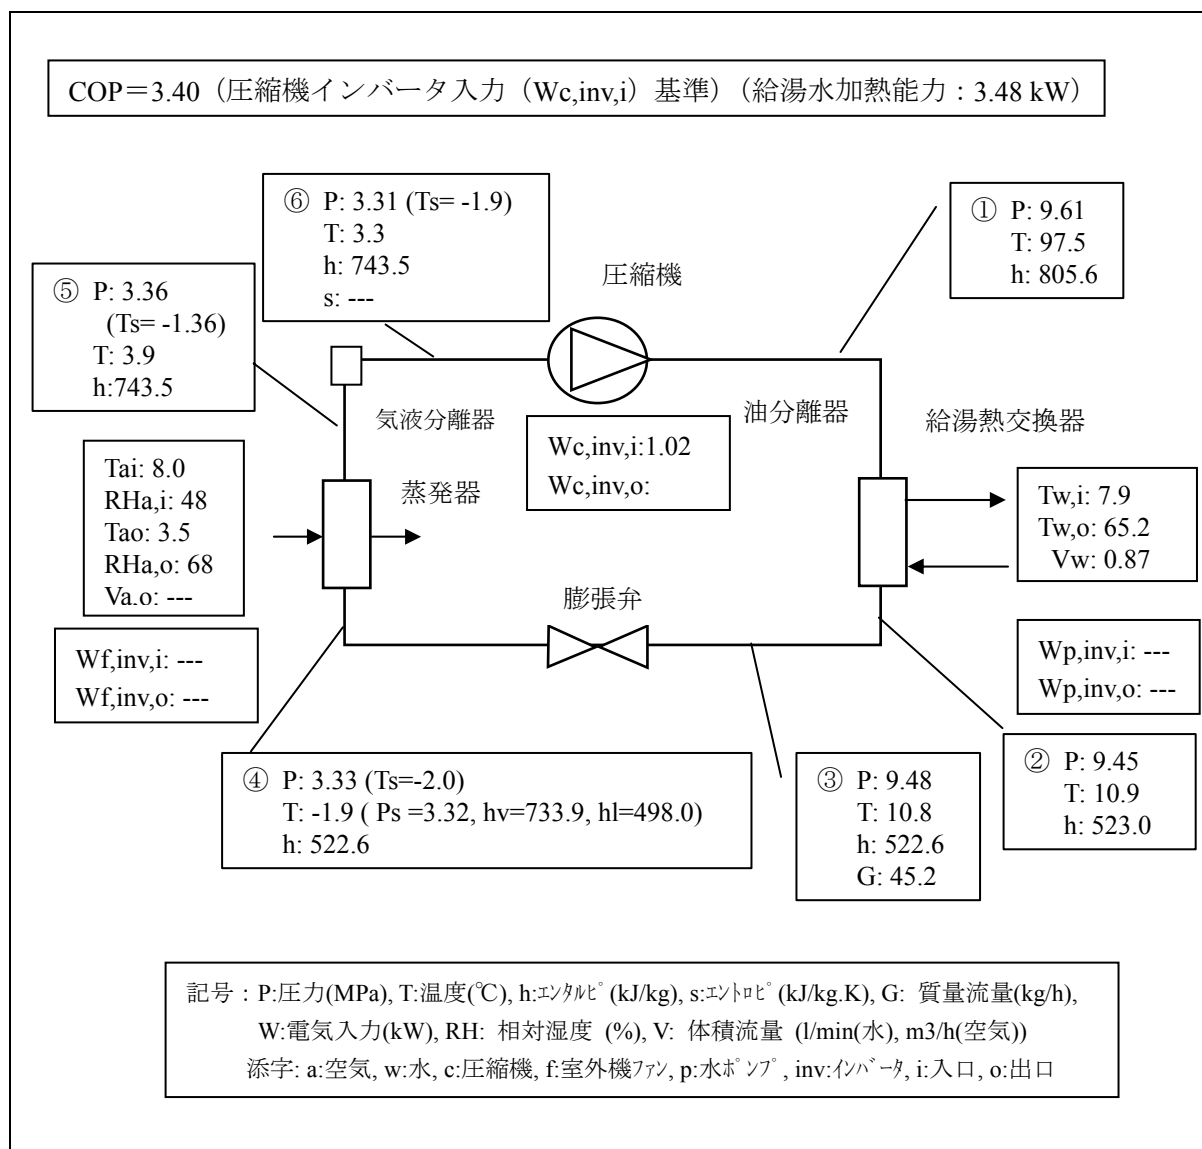 COP=3.40（圧縮機インバータ入力（Wc,inv,i）基準）（給湯水加熱能力：3.48 kW）
⑥ P: 3.31 (Ts= -1.9)
T: 3.3
h: 743.5
s: ---
① P: 9.61
T: 97.5
h: 805.6
圧縮機
⑤ P: 3.36
(Ts= -1.36)
T: 3.9
h:743.5
気液分離器
油分離器
給湯熱交換器
Wc,inv,i:1.02
Wc,inv,o:
Tai: 8.0
RHa,i: 48
Tao: 3.5
RHa,o: 68
Va.o: ---
蒸発器
Tw,i: 7.9
Tw,o: 65.2
Vw: 0.87
膨張弁
Wf,inv,i: ---
Wf,inv,o: ---
Wp,inv,i: ---
Wp,inv,o: ---
④ P: 3.33 (Ts=-2.0)
T: -1.9 ( Ps =3.32, hv=733.9, hl=498.0)
h: 522.6
③ P: 9.48
T: 10.8
h: 522.6
G: 45.2
② P: 9.45
T: 10.9
h: 523.0
記号：P:圧力(MPa), T:温度(℃), h:ｴﾝﾀﾙﾋﾟ(kJ/kg), s:ｴﾝﾄﾛﾋﾟ(kJ/kg.K), G: 質量流量(kg/h),
W:電気入力(kW), RH: 相対湿度 (%), V: 体積流量 (l/min(水), m3/h(空気))
添字: a:空気, w:水, c:圧縮機, f:室外機ﾌｧﾝ, p:水ﾎﾟﾝﾌﾟ, inv:ｲﾝﾊﾞｰﾀ, i:入口, o:出口